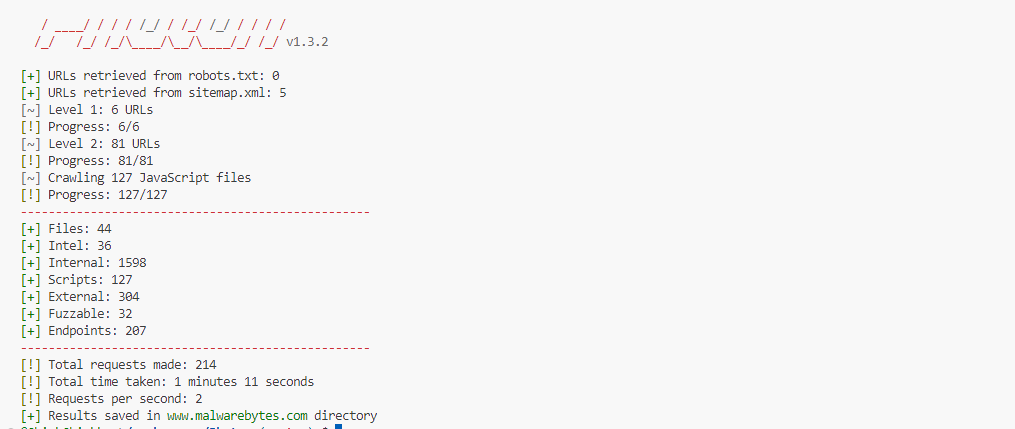 / ____/ / / / /_/ / /_/ /_/ / / / /
/_/   /_/ /_/\____/\__/\____/_/ /_/ v1.3.2
[+] URLs retrieved from robots.txt: 0
[+] URLs retrieved from sitemap.xml: 5
[~] Level 1: 6 URLs
[!] Progress: 6/6
[~] Level 2: 81 URLs
[!] Progress: 81/81
[~] Crawling 127 JavaScript files
[!] Progress: 127/127
--------------------------------------------------
[+] Files: 44
[+] Intel: 36
[+] Internal: 1598
[+] Scripts: 127
[+] External: 304
[+] Fuzzable: 32
[+] Endpoints: 207
--------------------------------------------------
[!] Total requests made: 214
[!] Total time taken: 1 minutes 11 seconds
[!] Requests per second: 2
[+] Results saved in www.malwarebytes.com directory